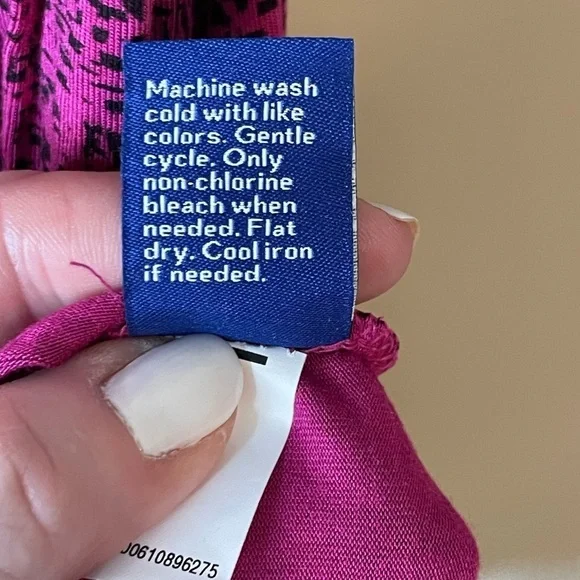 Machine wash
cold with like
colors. Gentle
cycle. Only
non-chlorine
bleach when
needed. Flat
dry. Cool iron
if needed.
0610896275